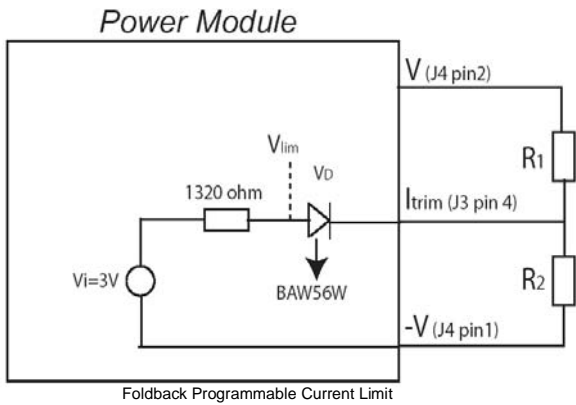 Power Module
V (J4 pin2)
Vlim
VD
R1
1320 ohm
Itrim (J3 pin 4)
Vi=3V
BAW56W
R2
-V (J4 pin1)
Foldback Programmable Current Limit